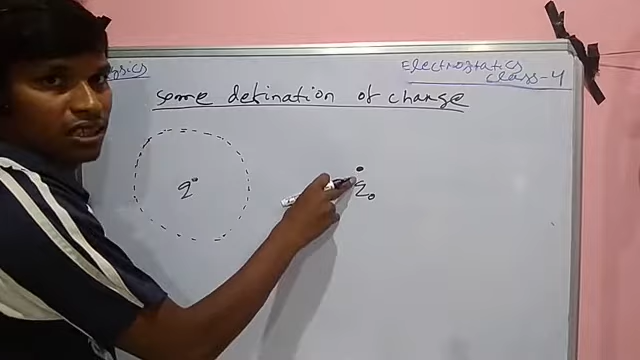 Electrostatics
class-4
some defination of charge
q
q₀